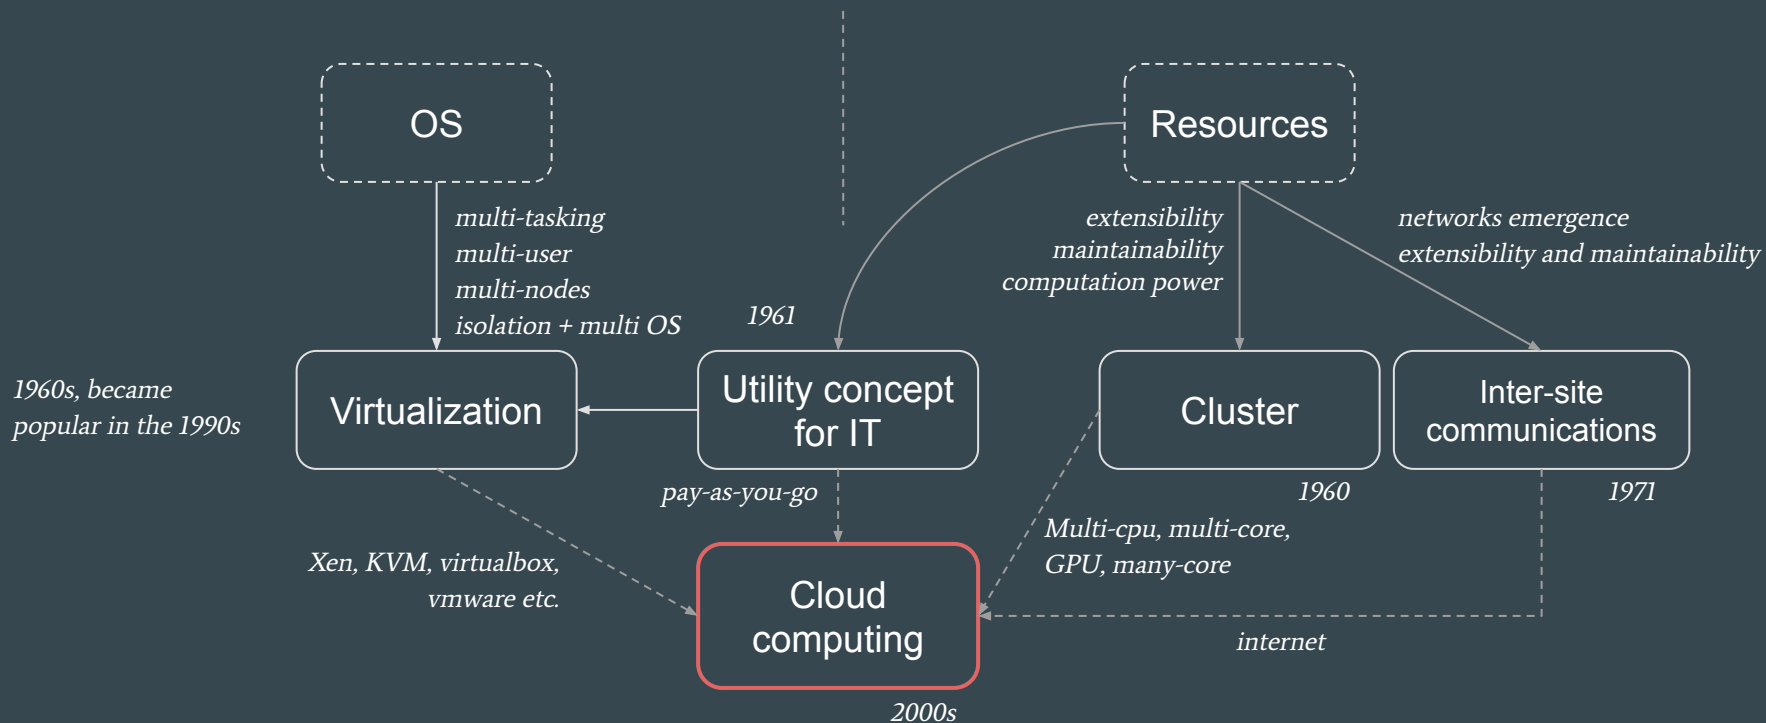 OS
Resources
multi-tasking
multi-user
multi-nodes
isolation + multi OS
extensibility
maintainability
computation power
networks emergence
extensibility and maintainability
1961
1960s, became
popular in the 1990s
Virtualization
Utility concept
for IT
Cluster
Inter-site
communications
pay-as-you-go
1960
1971
Xen, KVM, virtualbox,
vmware etc.
Multi-cpu, multi-core,
GPU, many-core
Cloud
computing
internet
2000s